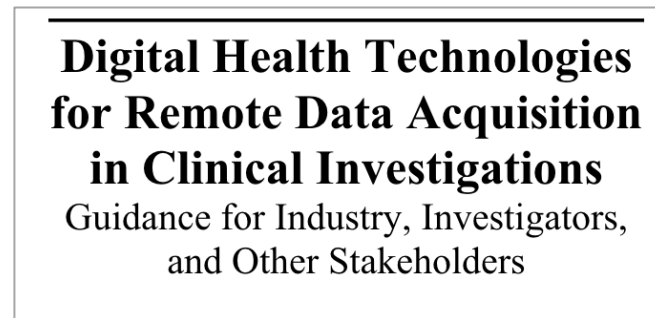 Digital Health Technologies
for Remote Data Acquisition
in Clinical Investigations
Guidance for Industry, Investigators,
and Other Stakeholders